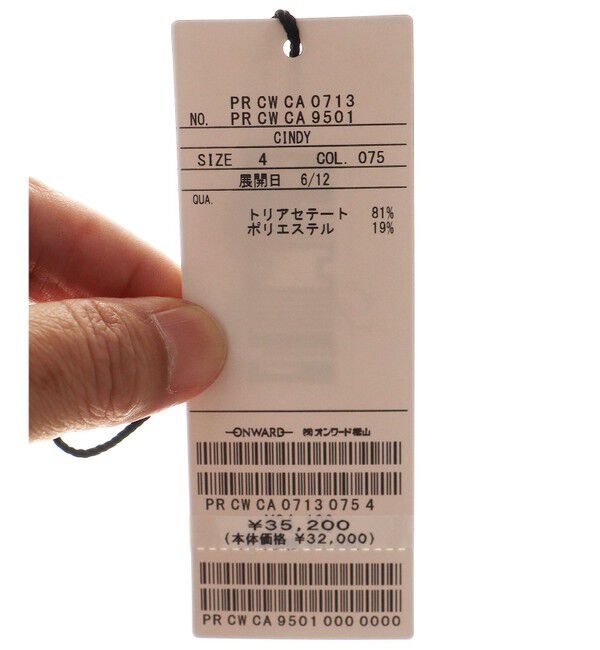 PR CW CA 0713
NO. PR CW CA 9501
CINDY
SIZE 4 COL. 075
展開日 6/12
QUA.
トリアセテート 81%
ポリエステル 19%
ONWARD ㈱オンワード樫山
PR CW CA 0713 075 4
¥35,200
(本体価格 ¥32,000)
PR CW CA 9501 000 0000